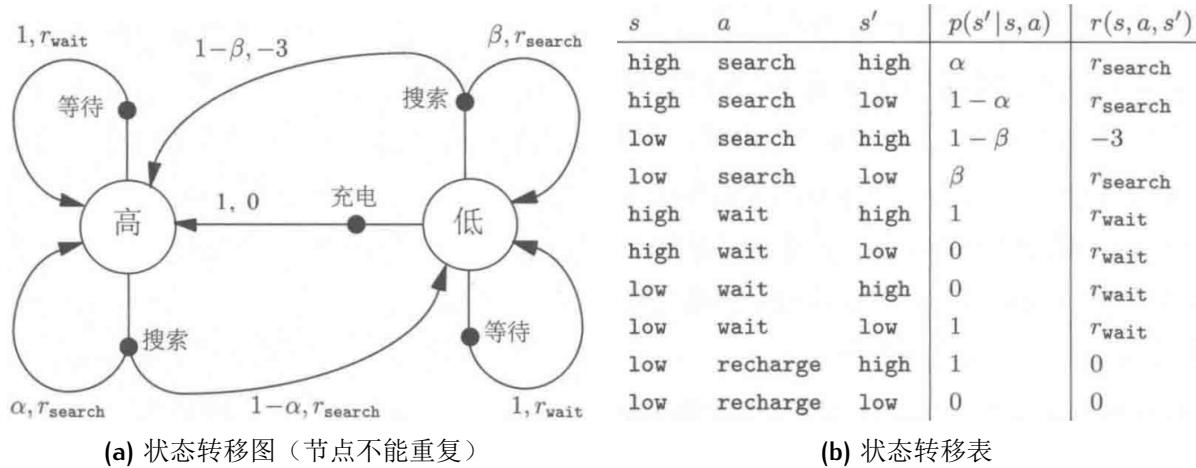 1, r_wait
1−β, −3
β, r_search
等待
搜索
高
1, 0
充电
低
搜索
等待
α, r_search
1−α, r_search
1, r_wait
(a) 状态转移图（节点不能重复）
s a s′ p(s′|s, a) r(s, a, s′)
high search high α r_search
high search low 1 − α r_search
low search high 1 − β −3
low search low β r_search
high wait high 1 r_wait
high wait low 0 r_wait
low wait high 0 r_wait
low wait low 1 r_wait
low recharge high 1 0
low recharge low 0 0
(b) 状态转移表